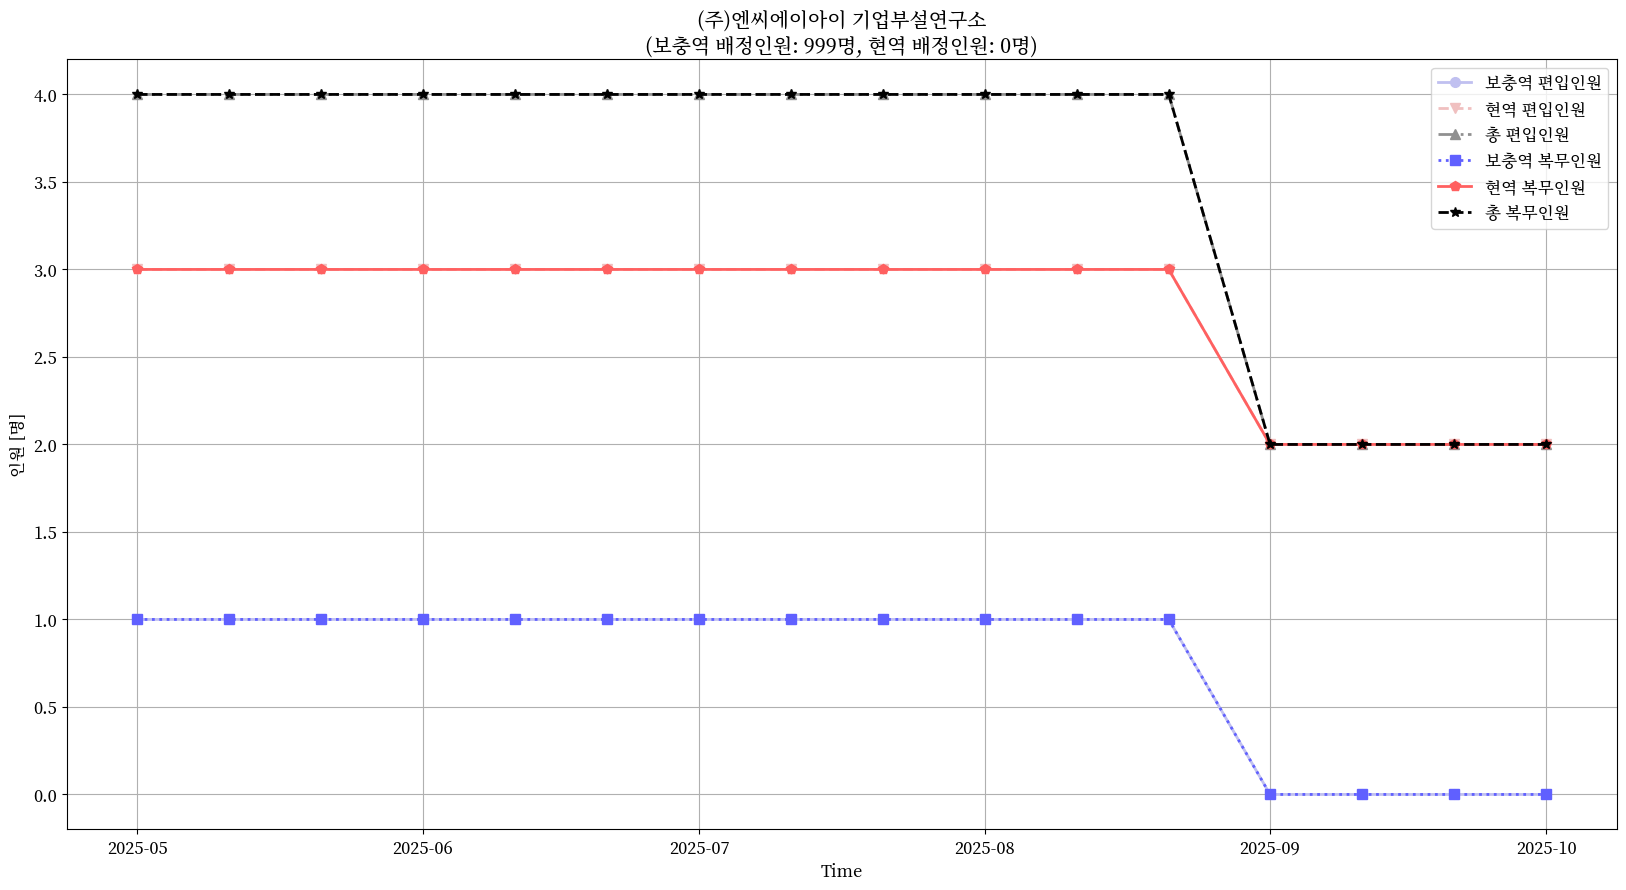 (주)엔씨에이아이 기업부설연구소
(보충역 배정인원: 999명, 현역 배정인원: 0명)
4.0
3.5
3.0
2.5
2.0
1.5
1.0
0.5
0.0
인원 [명]
보충역 편입인원
현역 편입인원
총 편입인원
보충역 복무인원
현역 복무인원
총 복무인원
2025-05
2025-06
2025-07
2025-08
2025-09
2025-10
Time